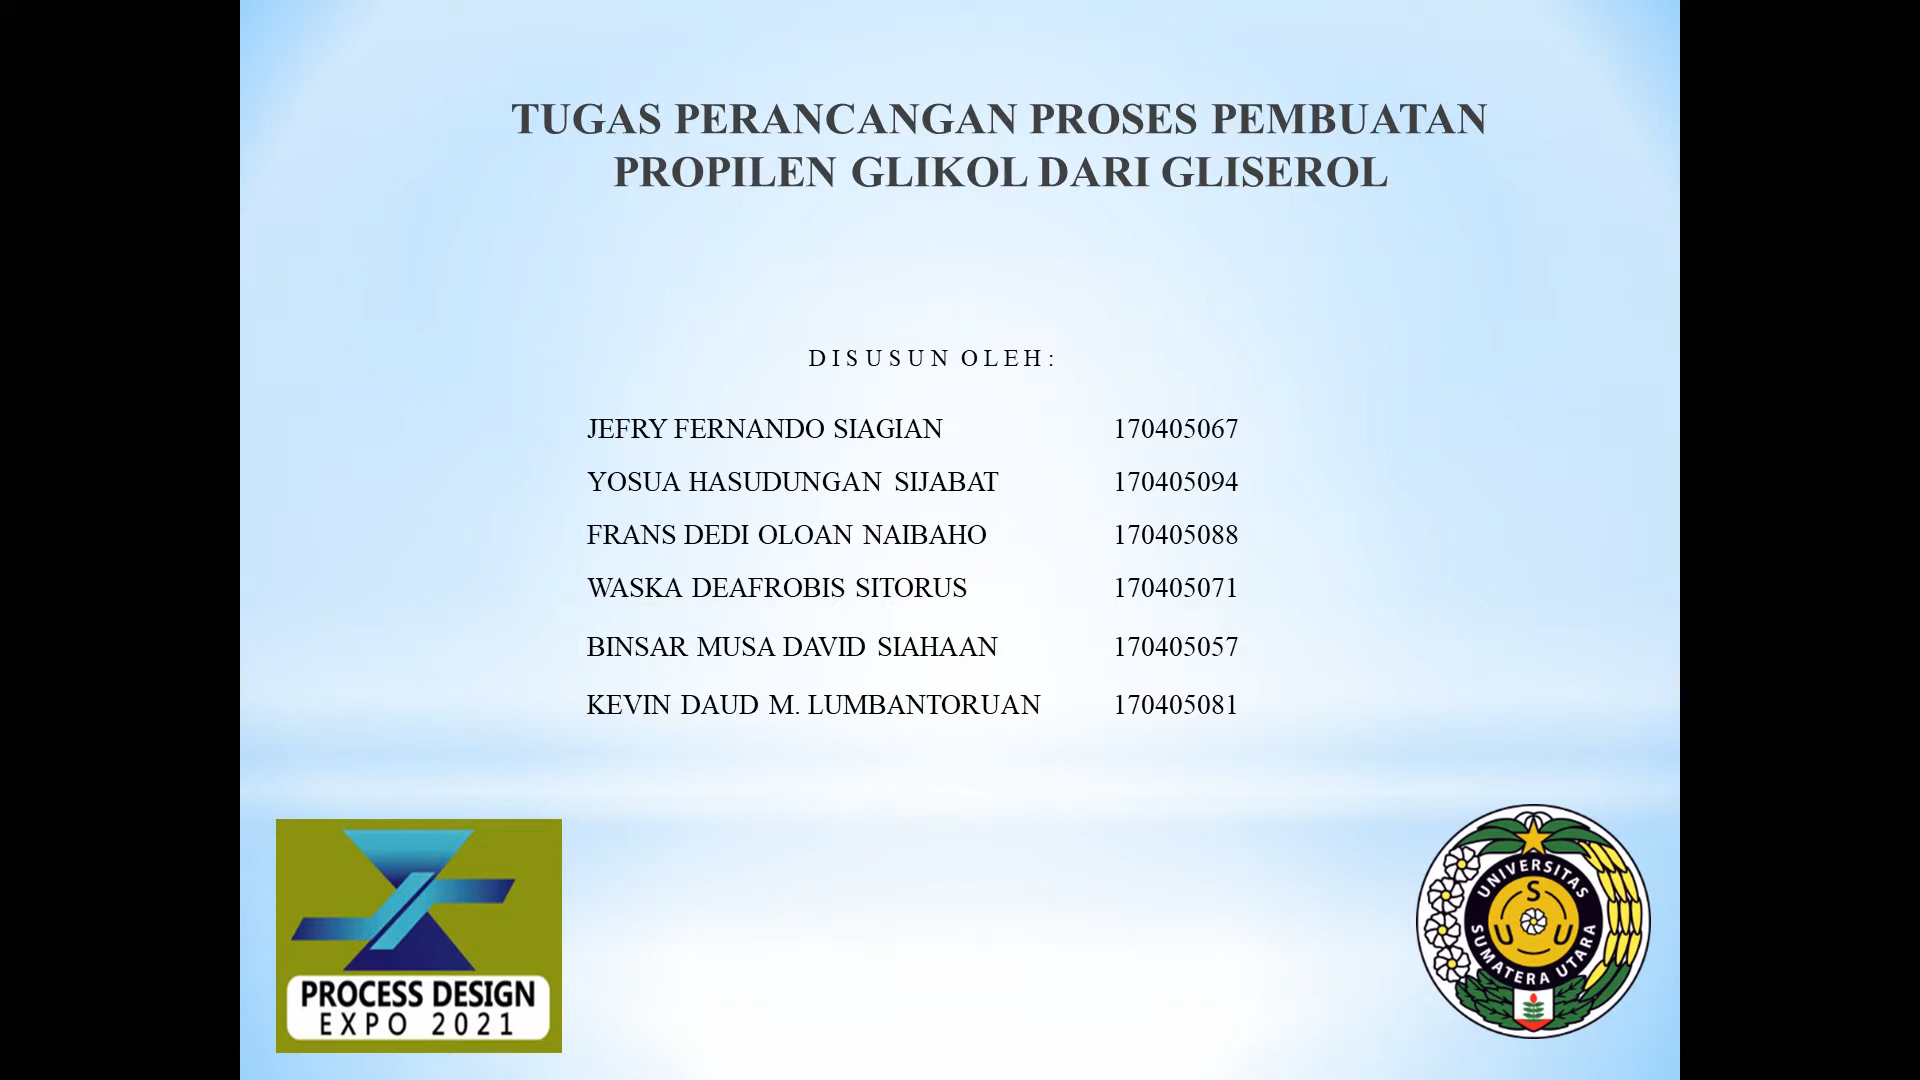 TUGAS PERANCANGAN PROSES PEMBUATAN
PROPILEN GLIKOL DARI GLISEROL
DISUSUN OLEH:
JEFRY FERNANDO SIAGIAN 170405067
YOSUA HASUDUNGAN SIJABAT 170405094
FRANS DEDI OLOAN NAIBAHO 170405088
WASKA DEAFROBIS SITORUS 170405071
BINSAR MUSA DAVID SIAHAAN 170405057
KEVIN DAUD M. LUMBANTORUAN 170405081
PROCESS DESIGN
EXPO 2021
UNIVERSITAS
SUMATERA UTARA
USU